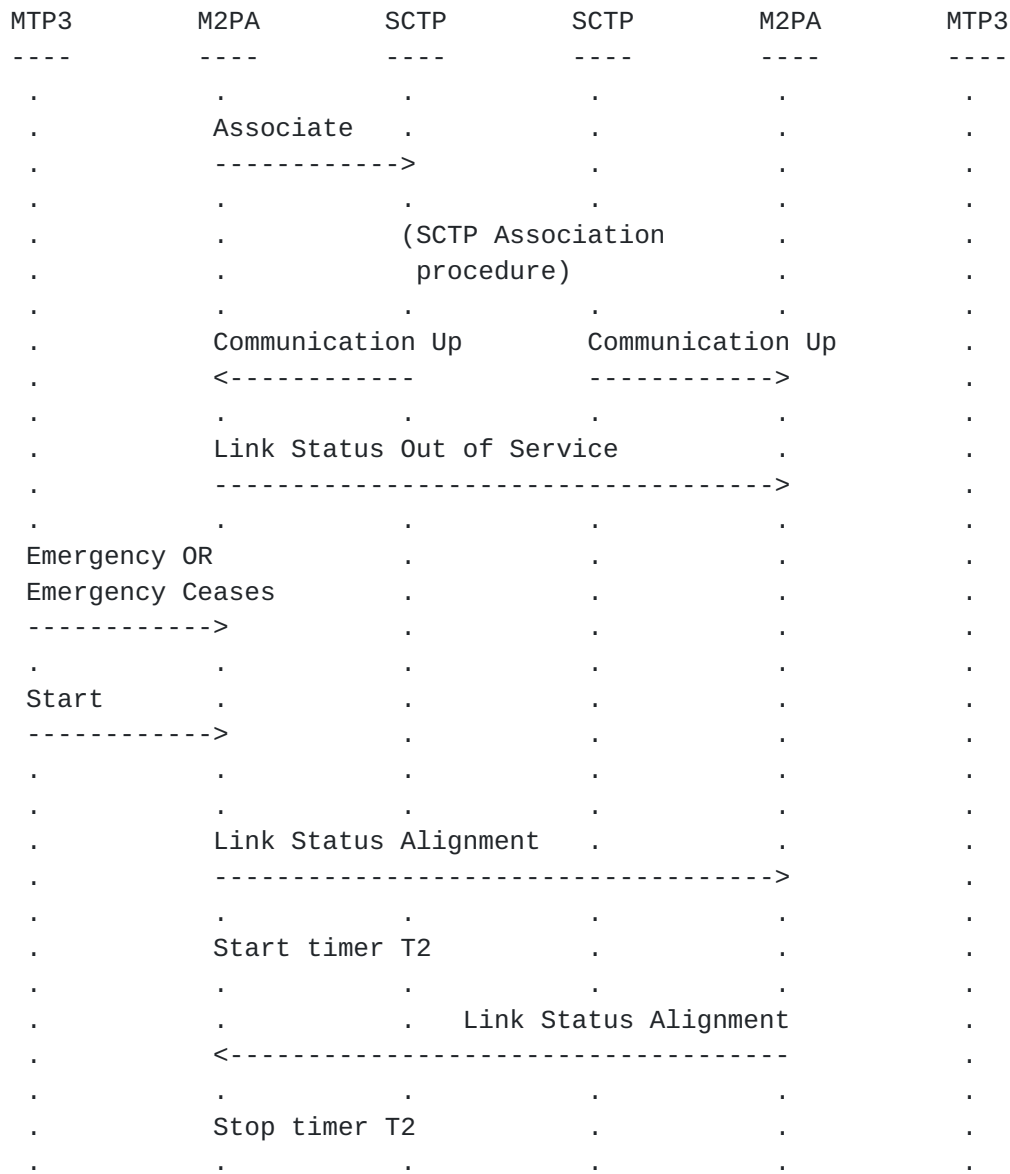 MTP3        M2PA        SCTP        SCTP        M2PA        MTP3
----        ----        ----        ----        ----        ----
 .           .           .           .           .           .
 .           Associate   .           .           .           .
 .           ------------>           .           .           .
 .           .           .           .           .           .
 .           .           (SCTP Association       .           .
 .           .            procedure)             .           .
 .           .           .           .           .           .
 .           Communication Up        Communication Up        .
 .           <------------           ------------>           .
 .           .           .           .           .           .
 .           Link Status Out of Service          .           .
 .           ------------------------------------>           .
 .           .           .           .           .           .
 Emergency OR            .           .           .           .
 Emergency Ceases        .           .           .           .
 ------------>           .           .           .           .
 .           .           .           .           .           .
 Start       .           .           .           .           .
 ------------>           .           .           .           .
 .           .           .           .           .           .
 .           .           .           .           .           .
 .           Link Status Alignment   .           .           .
 .           ------------------------------------>           .
 .           .           .           .           .           .
 .           Start timer T2          .           .           .
 .           .           .           .           .           .
 .           .           .   Link Status Alignment           .
 .           <------------------------------------           .
 .           .           .           .           .           .
 .           Stop timer T2           .           .           .
 .           .           .           .           .           .